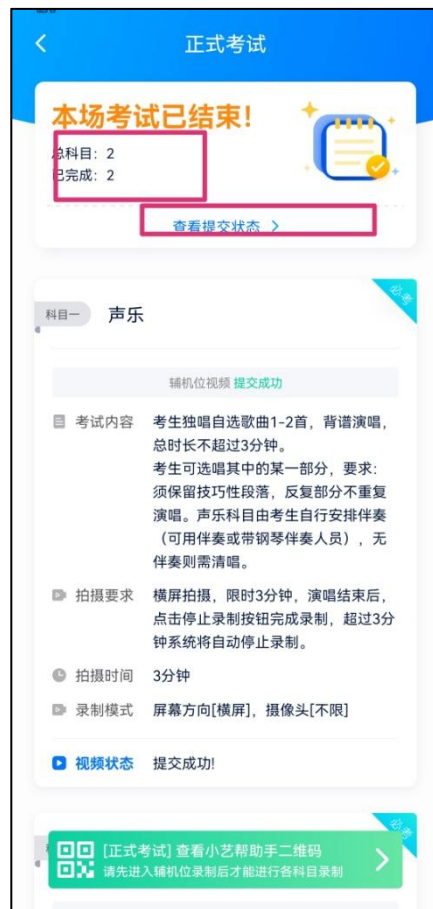 正式考试
本场考试已结束!
总科目: 2
已完成: 2
查看提交状态 >
必考
科目一 声乐
辅机位视频 提交成功
考试内容 考生独唱自选歌曲1-2首，背谱演唱，
总时长不超过3分钟。
考生可选唱其中的某一部分，要求:
须保留技巧性段落，反复部分不重复
演唱。声乐科目由考生自行安排伴奏
（可用伴奏或带钢琴伴奏人员），无
伴奏则需清唱。
拍摄要求 横屏拍摄，限时3分钟，演唱结束后，
点击停止录制按钮完成录制，超过3分
钟系统将自动停止录制。
拍摄时间 3分钟
录制模式 屏幕方向[横屏]，摄像头[不限]
视频状态 提交成功!
必考
[正式考试] 查看小艺帮助手二维码
请先进入辅机位录制后才能进行各科目录制